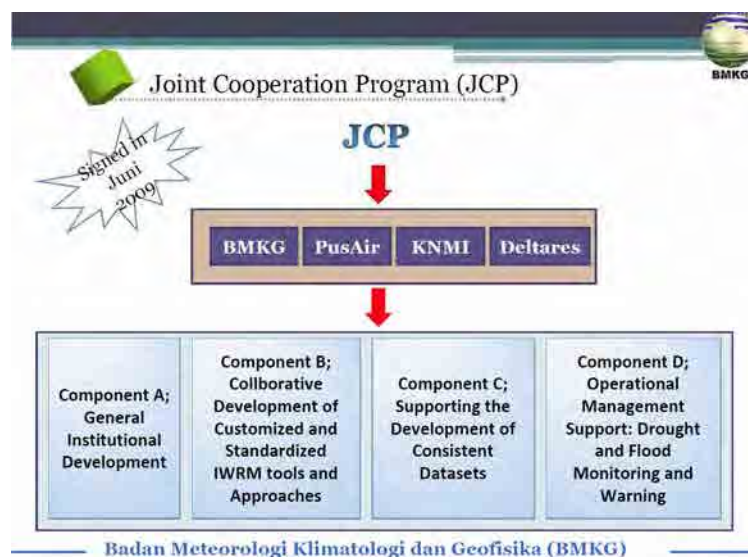 BMKG
Joint Cooperation Program (JCP)
JCP
Signed in
Juni
2009
BMKG PusAir KNMI Deltares
Component A;
General
Institutional
Development
Component B;
Collborative
Development of
Customized and
Standardized
IWRM tools and
Approaches
Component C;
Supporting the
Development of
Consistent
Datasets
Component D;
Operational
Management
Support: Drought
and Flood
Monitoring and
Warning
Badan Meteorologi Klimatologi dan Geofisika (BMKG)